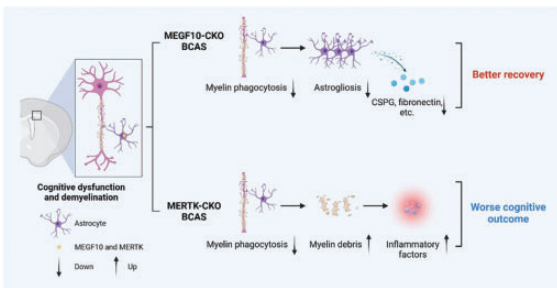 MEGF10-CKO
BCAS
Myelin phagocytosis
Astrogliosis
CSPG, fibronectin,
etc.
Better recovery
Cognitive dysfunction
and demyelination
Astrocyte
MEGF10 and MERTK
Down
Up
MERTK-CKO
BCAS
Myelin phagocytosis
Myelin debris
Inflammatory
factors
Worse cognitive
outcome